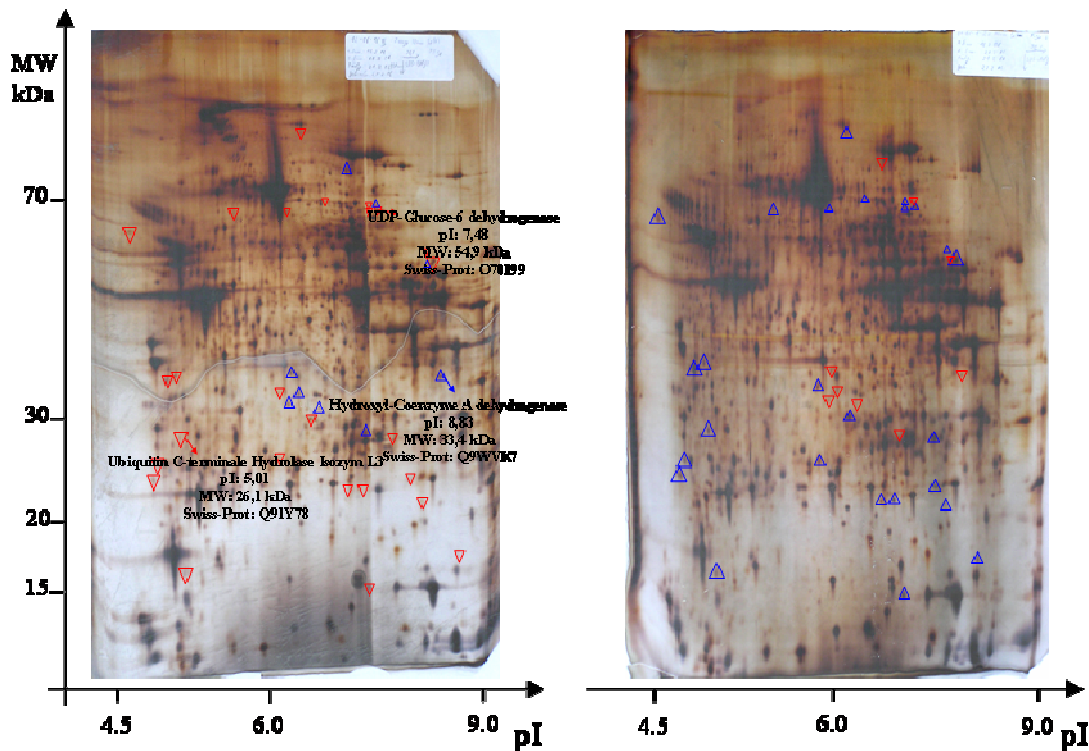 MW
kDa
70
30
20
15
UDP-Glucose-6 dehydrogenase
pI: 7,48
MW: 54,9 kDa
Swiss-Prot: O70199
Hydroxyl-Coenzyme A dehydrogenase
pI: 8,83
MW: 33,4 kDa
Swiss-Prot: Q9WVK7
Ubiquitin C-terminale Hydrolase Isozym L3
pI: 5,01
MW: 26,1 kDa
Swiss-Prot: Q91Y78
4.5
6.0
9.0
pI
4.5
6.0
9.0
pI